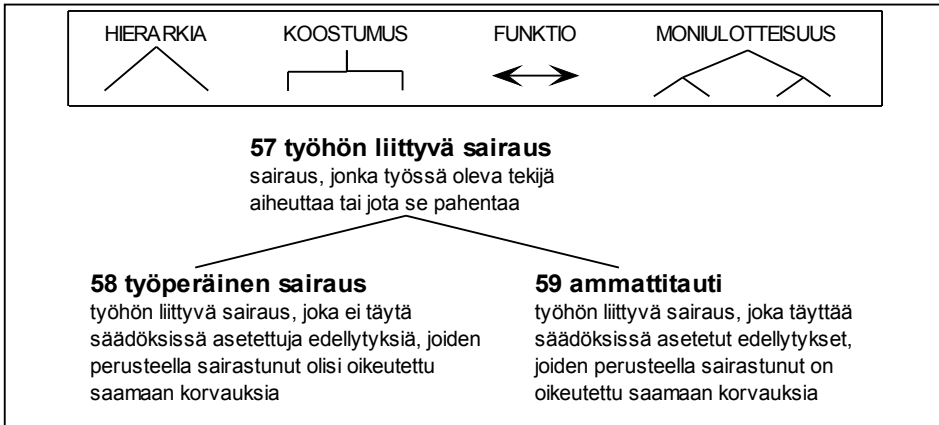 HIERARKIA KOOSTUMUS FUNKTIO MONIULOTTEISUUS
57 työhön liittyvä sairaus
sairaus, jonka työssä oleva tekijä
aiheuttaa tai jota se pahentaa
58 työperäinen sairaus
työhön liittyvä sairaus, joka ei täytä
säädöksissä asetettuja edellytyksiä, joiden
perusteella sairastunut olisi oikeutettu
saamaan korvauksia
59 ammattitauti
työhön liittyvä sairaus, joka täyttää
säädöksissä asetetut edellytykset,
joiden perusteella sairastunut on
oikeutettu saamaan korvauksia